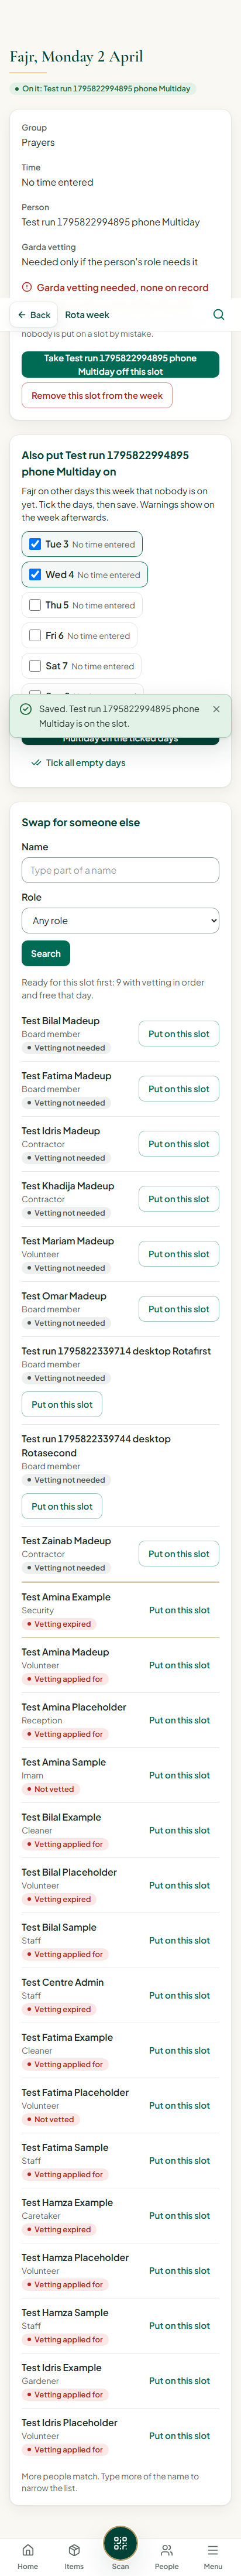 Fajr, Monday 2 April
On it: Test run 1795822994895 phone Multiday
Group
Prayers
Time
No time entered
Person
Test run 1795822994895 phone Multiday
Garda vetting
Needed only if the person's role needs it
Garda vetting needed, none on record
Back
Rota week
nobody is put on a slot by mistake.
Take Test run 1795822994895 phone
Multiday off this slot
Remove this slot from the week
Also put Test run 1795822994895
phone Multiday on
Fajr on other days this week that nobody is on
yet. Tick the days, then save. Warnings show on
the week afterwards.
Tue 3 No time entered
Wed 4 No time entered
Thu 5 No time entered
Fri 6 No time entered
Sat 7 No time entered
Saved. Test run 1795822994895 phone
Multiday is on the slot.
Multiday on the ticked days
Tick all empty days
Swap for someone else
Name
Type part of a name
Role
Any role
Search
Ready for this slot first: 9 with vetting in order
and free that day.
Test Bilal Madeup
Board member
Vetting not needed
Put on this slot
Test Fatima Madeup
Board member
Vetting not needed
Put on this slot
Test Idris Madeup
Contractor
Vetting not needed
Put on this slot
Test Khadija Madeup
Contractor
Vetting not needed
Put on this slot
Test Mariam Madeup
Volunteer
Vetting not needed
Put on this slot
Test Omar Madeup
Board member
Vetting not needed
Put on this slot
Test run 1795822339714 desktop Rotafirst
Board member
Vetting not needed
Put on this slot
Test run 1795822339744 desktop
Rotasecond
Board member
Vetting not needed
Put on this slot
Test Zainab Madeup
Contractor
Vetting not needed
Put on this slot
Test Amina Example
Security
Vetting expired
Put on this slot
Test Amina Madeup
Volunteer
Vetting applied for
Put on this slot
Test Amina Placeholder
Reception
Vetting applied for
Put on this slot
Test Amina Sample
Imam
Not vetted
Put on this slot
Test Bilal Example
Cleaner
Vetting applied for
Put on this slot
Test Bilal Placeholder
Volunteer
Vetting expired
Put on this slot
Test Bilal Sample
Staff
Vetting applied for
Put on this slot
Test Centre Admin
Staff
Vetting expired
Put on this slot
Test Fatima Example
Cleaner
Vetting applied for
Put on this slot
Test Fatima Placeholder
Volunteer
Not vetted
Put on this slot
Test Fatima Sample
Staff
Vetting applied for
Put on this slot
Test Hamza Example
Caretaker
Vetting expired
Put on this slot
Test Hamza Placeholder
Volunteer
Vetting applied for
Put on this slot
Test Hamza Sample
Staff
Vetting applied for
Put on this slot
Test Idris Example
Gardener
Vetting applied for
Put on this slot
Test Idris Placeholder
Volunteer
Vetting applied for
Put on this slot
More people match. Type more of the name to
narrow the list.
Home
Items
Scan
People
Menu